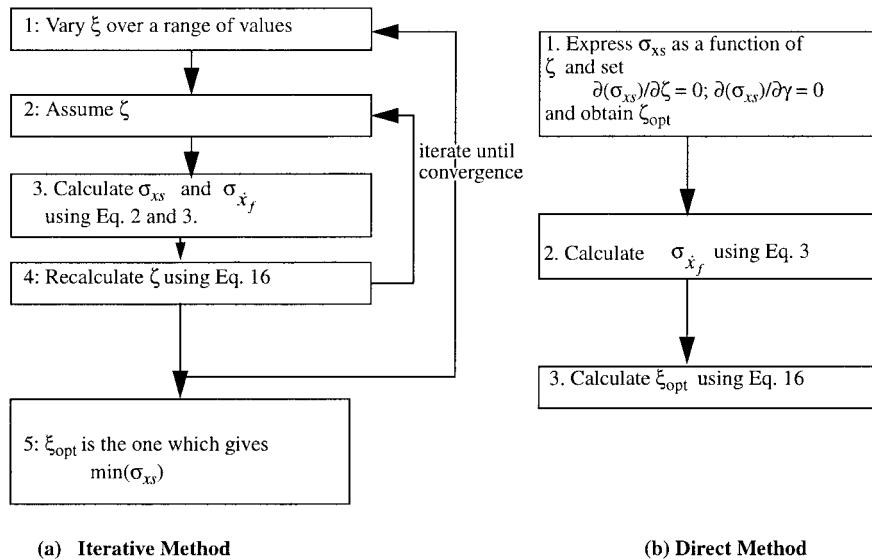 1: Vary ξ over a range of values
2: Assume ζ
iterate until
convergence
3. Calculate σxs and σẋf
using Eq. 2 and 3.
4: Recalculate ζ using Eq. 16
5: ξopt is the one which gives
min(σxs)
(a) Iterative Method
1. Express σxs as a function of
ζ and set
∂(σxs)/∂ζ = 0; ∂(σxs)/∂γ = 0
and obtain ζopt
2. Calculate σẋf using Eq. 3
3. Calculate ξopt using Eq. 16
(b) Direct Method